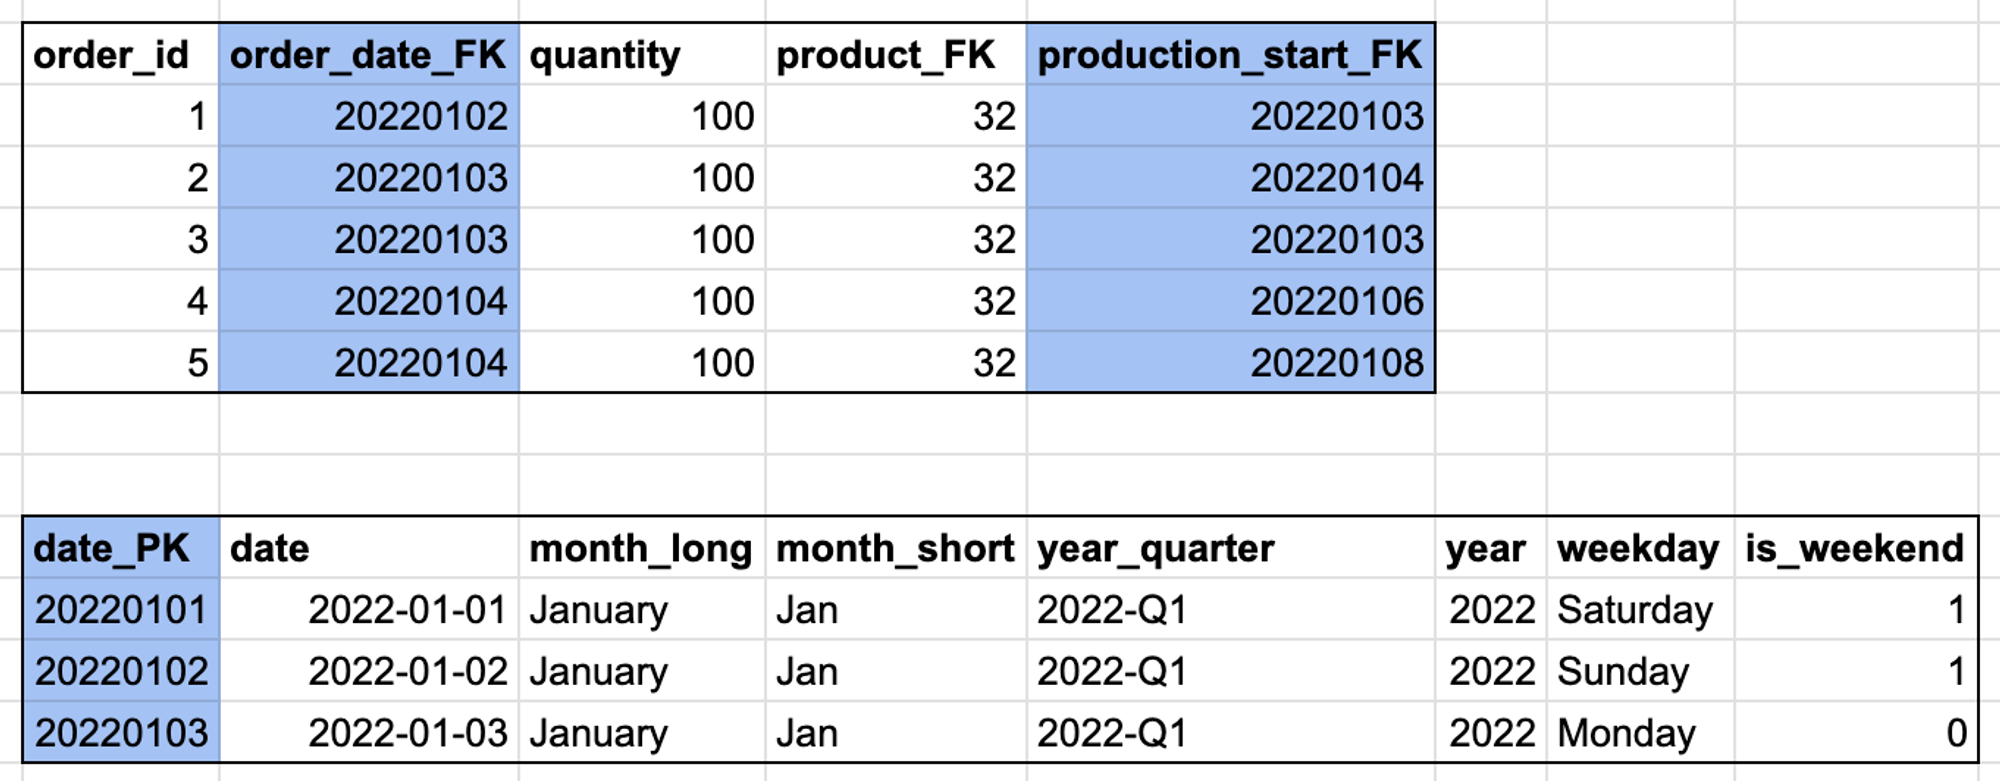 order_id order_date_FK quantity product_FK production_start_FK
1 20220102 100 32 20220103
2 20220103 100 32 20220104
3 20220103 100 32 20220103
4 20220104 100 32 20220106
5 20220104 100 32 20220108
date_PK date month_long month_short year_quarter year weekday is_weekend
20220101 2022-01-01 January Jan 2022-Q1 2022 Saturday 1
20220102 2022-01-02 January Jan 2022-Q1 2022 Sunday 1
20220103 2022-01-03 January Jan 2022-Q1 2022 Monday 0